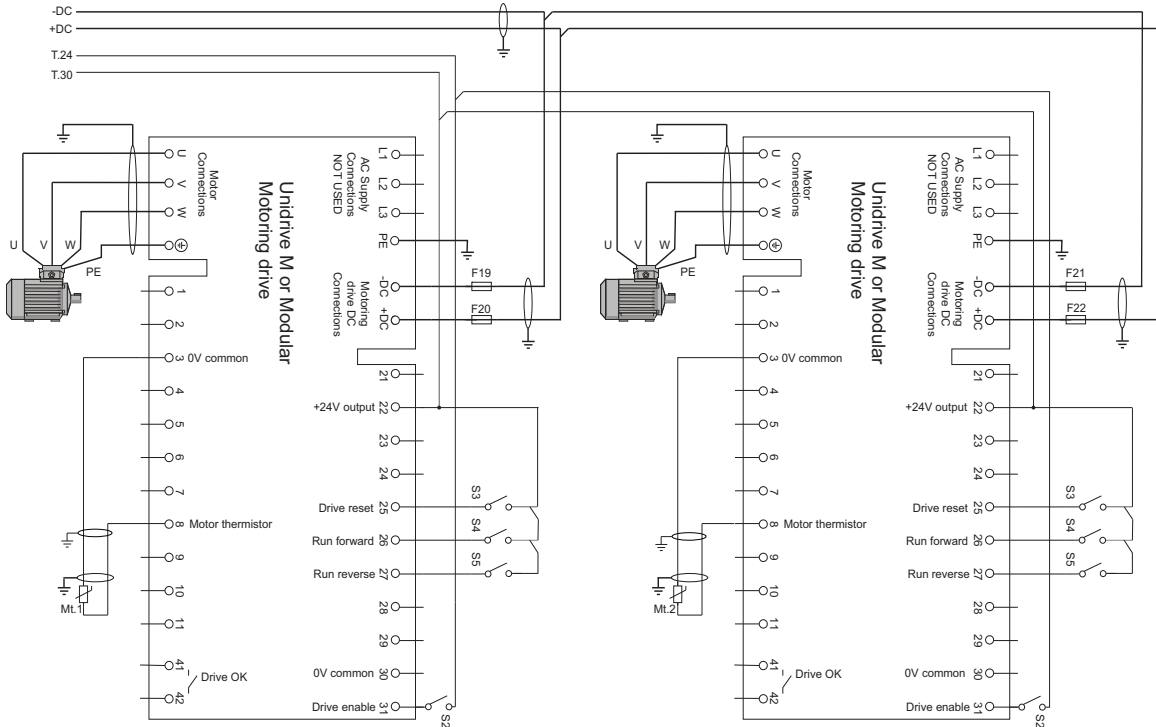 -DC
+DC
T.24
T.30
U
V
W
Motor
Connections
U
V
W
PE
Unidrive M or Modular
Motoring drive
AC Supply
Connections
NOT USED
L1
L2
L3
PE
Motoring
drive DC
Connections
-DC
+DC
F19
F20
1
2
3
0V common
4
5
6
7
8
Motor thermistor
9
10
11
41
42
Drive OK
Mt.1
21
+24V output
22
23
24
Drive reset
25
S3
Run forward
26
S4
Run reverse
27
S5
28
29
0V common
30
Drive enable
31
S2
U
V
W
Motor
Connections
U
V
W
PE
Unidrive M or Modular
Motoring drive
AC Supply
Connections
NOT USED
L1
L2
L3
PE
Motoring
drive DC
Connections
-DC
+DC
F21
F22
1
2
3
0V common
4
5
6
7
8
Motor thermistor
9
10
11
41
42
Drive OK
Mt.2
21
+24V output
22
23
24
Drive reset
25
S3
Run forward
26
S4
Run reverse
27
S5
28
29
0V common
30
Drive enable
31
S2